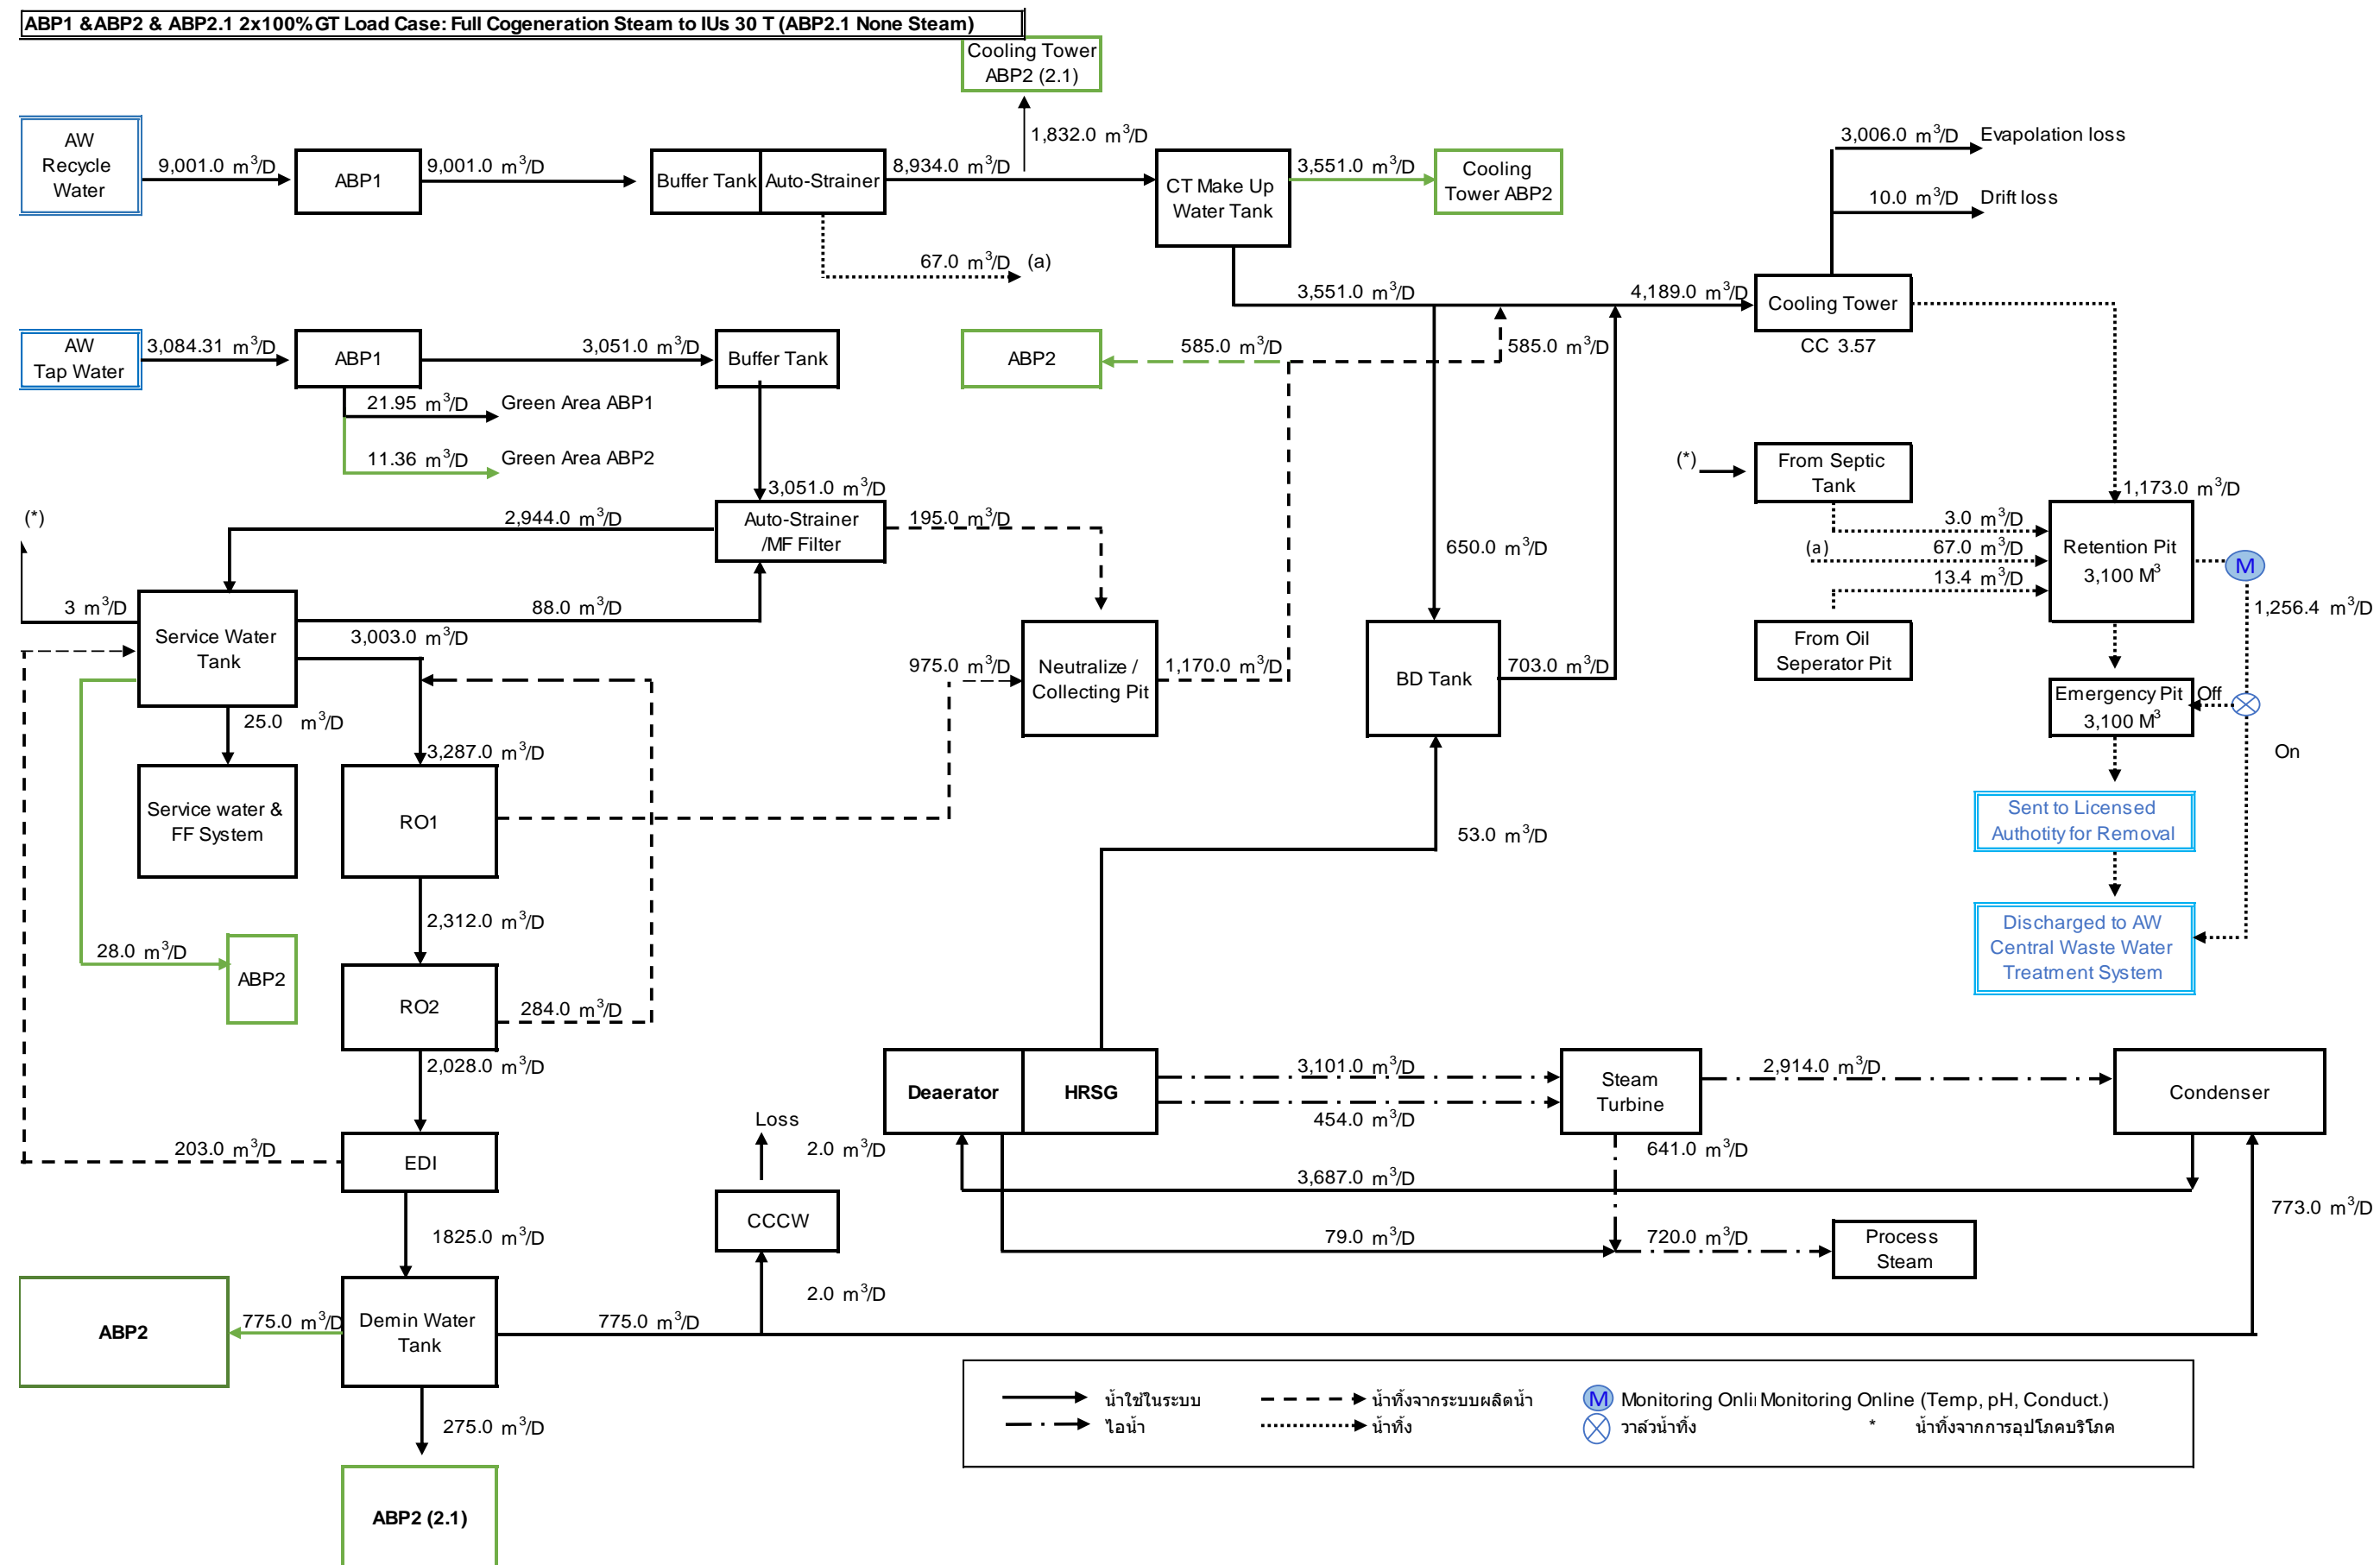 ABP1 &ABP2 & ABP2.1 2x100%GT Load Case: Full Cogeneration Steam to IUs 30 T (ABP2.1 None Steam)
Cooling Tower
ABP2 (2.1)
1,832.0 m³/D
AW
Recycle
Water
9,001.0 m³/D
ABP1
9,001.0 m³/D
Buffer Tank
Auto-Strainer
8,934.0 m³/D
CT Make Up
Water Tank
3,551.0 m³/D
Cooling
Tower ABP2
3,006.0 m³/D
Evapolation loss
10.0 m³/D
Drift loss
67.0 m³/D (a)
3,551.0 m³/D
4,189.0 m³/D
Cooling Tower
CC 3.57
AW
Tap Water
3,084.31 m³/D
ABP1
3,051.0 m³/D
Buffer Tank
ABP2
585.0 m³/D
585.0 m³/D
21.95 m³/D
Green Area ABP1
11.36 m³/D
Green Area ABP2
3,051.0 m³/D
(*)
From Septic
Tank
1,173.0 m³/D
(*)
2,944.0 m³/D
Auto-Strainer
/MF Filter
195.0 m³/D
650.0 m³/D
3.0 m³/D
(a)
67.0 m³/D
13.4 m³/D
Retention Pit
3,100 M³
M
1,256.4 m³/D
3 m³/D
Service Water
Tank
88.0 m³/D
3,003.0 m³/D
975.0 m³/D
Neutralize /
Collecting Pit
1,170.0 m³/D
BD Tank
703.0 m³/D
From Oil
Seperator Pit
Emergency Pit
3,100 M³
Off
On
25.0 m³/D
3,287.0 m³/D
Service water &
FF System
RO1
53.0 m³/D
Sent to Licensed
Authotity for Removal
2,312.0 m³/D
28.0 m³/D
ABP2
RO2
284.0 m³/D
Discharged to AW
Central Waste Water
Treatment System
2,028.0 m³/D
Deaerator
HRSG
3,101.0 m³/D
454.0 m³/D
Steam
Turbine
2,914.0 m³/D
Condenser
203.0 m³/D
EDI
Loss
2.0 m³/D
641.0 m³/D
3,687.0 m³/D
773.0 m³/D
CCCW
1825.0 m³/D
79.0 m³/D
720.0 m³/D
Process
Steam
2.0 m³/D
ABP2
775.0 m³/D
Demin Water
Tank
775.0 m³/D
275.0 m³/D
ABP2 (2.1)
น้ำใช้ในระบบ
น้ำทิ้งจากระบบผลิตน้ำ
M Monitoring Onli Monitoring Online (Temp, pH, Conduct.)
ไอน้ำ
น้ำทิ้ง
วาล์วน้ำทิ้ง
* น้ำทิ้งจากการอุปโภคบริโภค